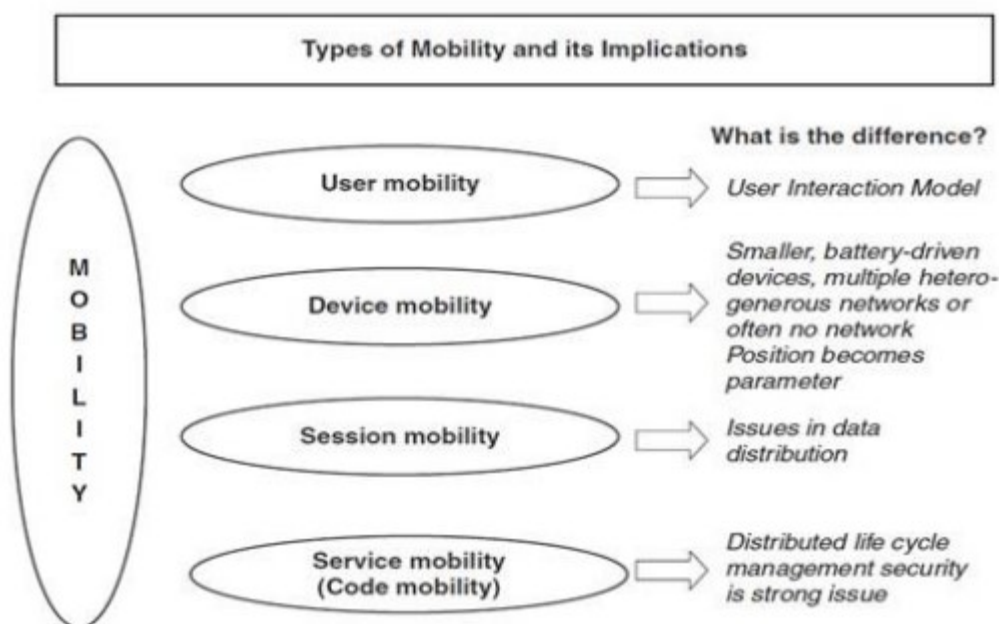 Types of Mobility and its Implications
What is the difference?
MOBILITY
User mobility
User Interaction Model
Device mobility
Smaller, battery-driven
devices, multiple hetero-
generous networks or
often no network
Position becomes
parameter
Session mobility
Issues in data
distribution
Service mobility
(Code mobility)
Distributed life cycle
management security
is strong issue